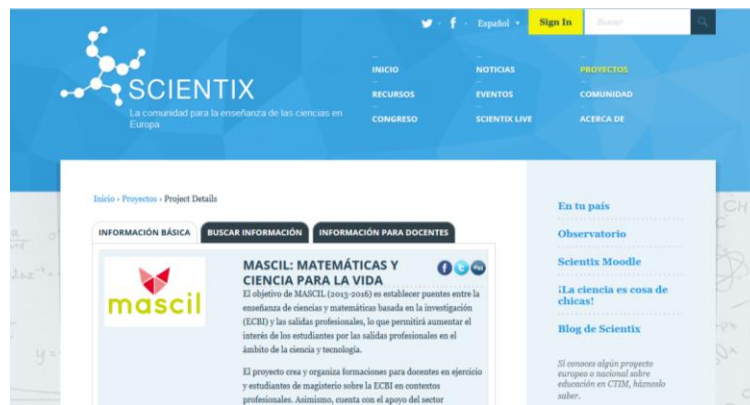 Español
Sign In
Buscar
SCIENTIX
La comunidad para la enseñanza de las ciencias en
Europa
INICIO
NOTICIAS
PROYECTOS
RECURSOS
EVENTOS
COMUNIDAD
CONGRESO
SCIENTIX LIVE
ACERCA DE
Inicio › Proyectos › Project Details
INFORMACIÓN BÁSICA
BUSCAR INFORMACIÓN
INFORMACIÓN PARA DOCENTES
mascil
MASCIL: MATEMÁTICAS Y
CIENCIA PARA LA VIDA
El objetivo de MASCIL (2013-2016) es establecer puentes entre la
enseñanza de ciencias y matemáticas basada en la investigación
(ECBI) y las salidas profesionales, lo que permitirá aumentar el
interés de los estudiantes por las salidas profesionales en el
ámbito de la ciencia y tecnología.
El proyecto crea y organiza formaciones para docentes en ejercicio
y estudiantes de magisterio sobre la ECBI en contextos
profesionales. Asimismo, cuenta con el apoyo del sector
En tu país
Observatorio
Scientix Moodle
¡La ciencia es cosa de
chicas!
Blog de Scientix
Si conoces algún proyecto
europeo o nacional sobre
educación en CTIM, háznoslo
saber.